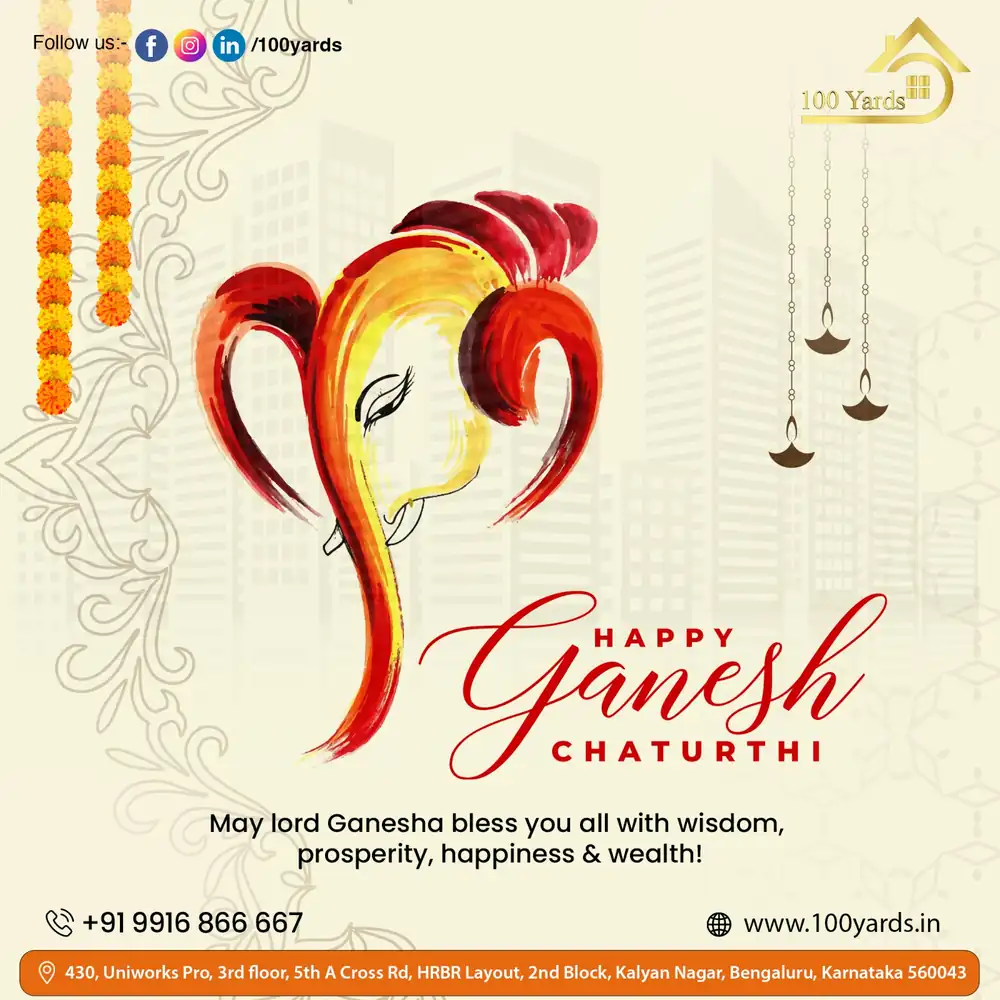 Follow us:- f in /100yards
100 Yards
HAPPY
Ganesh
CHATURTHI
May lord Ganesha bless you all with wisdom,
prosperity, happiness & wealth!
+91 9916 866 667
www.100yards.in
430, Uniworks Pro, 3rd floor, 5th A Cross Rd, HRBR Layout, 2nd Block, Kalyan Nagar, Bengaluru, Karnataka 560043